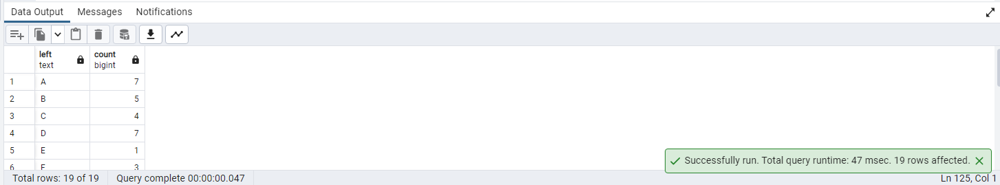 Data Output Messages Notifications
left count
text bigint
1 A 7
2 B 5
3 C 4
4 D 7
5 E 1
6 F 3
Successfully run. Total query runtime: 47 msec. 19 rows affected.
Total rows: 19 of 19 Query complete 00:00:00.047 Ln 125, Col 1